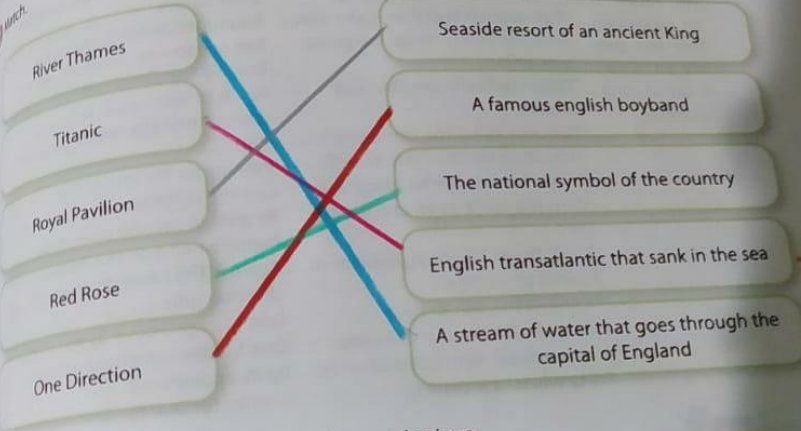 River Thames
Titanic
Royal Pavilion
Red Rose
One Direction
Seaside resort of an ancient King
A famous english boyband
The national symbol of the country
English transatlantic that sank in the sea
A stream of water that goes through the
capital of England